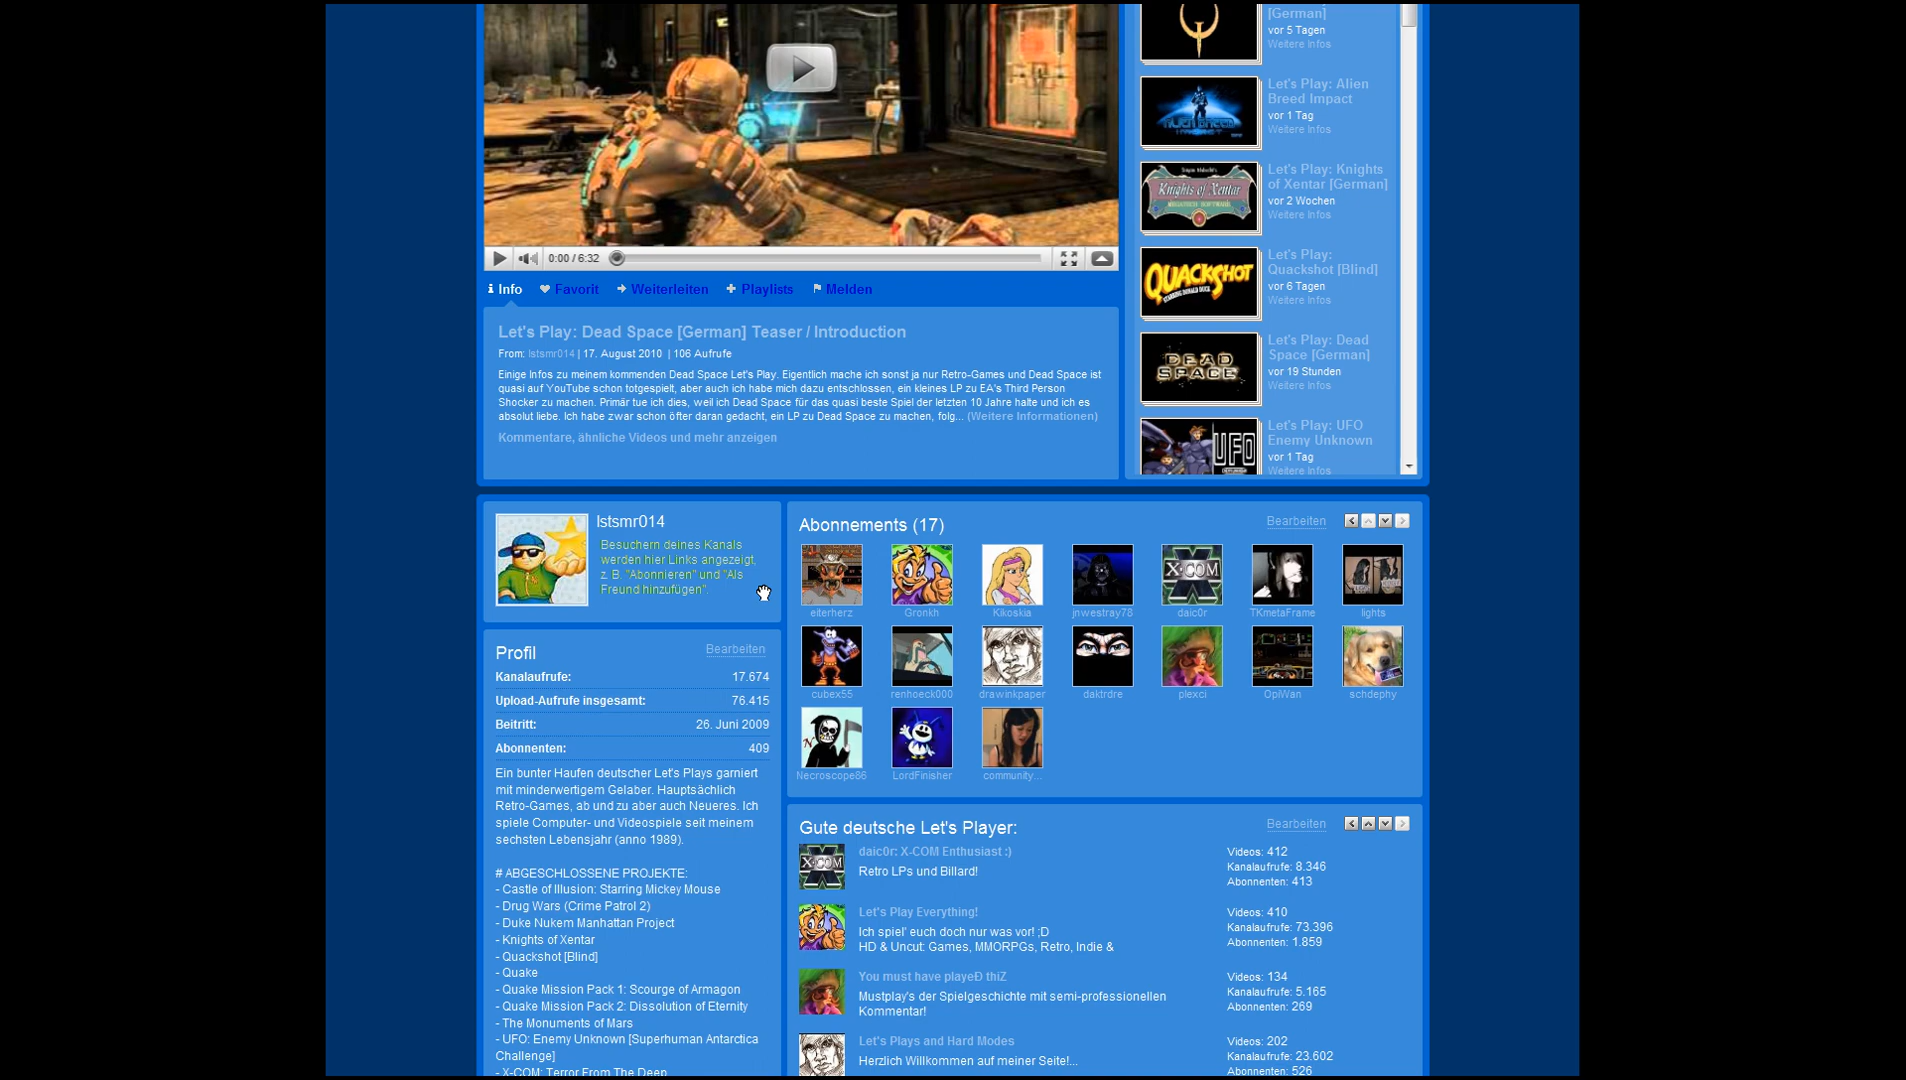 [German]
vor 5 Tagen
Weitere Infos
Let's Play: Alien
Breed Impact
vor 1 Tag
Weitere Infos
Knights of Xentar
Let's Play: Knights
of Xentar [German]
vor 2 Wochen
Weitere Infos
QUACKSHOT
STARRING DONALD DUCK
Let's Play:
Quackshot [Blind]
vor 6 Tagen
Weitere Infos
DEAD
SPACE
Let's Play: Dead
Space [German]
vor 19 Stunden
Weitere Infos
UFO
Let's Play: UFO
Enemy Unknown
vor 1 Tag
Weitere Infos
0:00 / 6:32
Info Favorit Weiterleiten Playlists Melden
Let's Play: Dead Space [German] Teaser / Introduction
From: lstsmr014 | 17. August 2010 | 106 Aufrufe
Einige Infos zu meinem kommenden Dead Space Let's Play. Eigentlich mache ich sonst ja nur Retro-Games und Dead Space ist
quasi auf YouTube schon totgespielt, aber auch ich habe mich dazu entschlossen, ein kleines LP zu EA's Third Person
Shocker zu machen. Primär tue ich dies, weil ich Dead Space für das quasi beste Spiel der letzten 10 Jahre halte und ich es
absolut liebe. Ich habe zwar schon öfter daran gedacht, ein LP zu Dead Space zu machen, folg... (Weitere Informationen)
Kommentare, ähnliche Videos und mehr anzeigen
lstsmr014
Besuchern deines Kanals
werden hier Links angezeigt,
z. B. "Abonnieren" und "Als
Freund hinzufügen".
Profil
Bearbeiten
Kanalaufrufe: 17.674
Upload-Aufrufe insgesamt: 76.415
Beitritt: 26. Juni 2009
Abonnenten: 409
Ein bunter Haufen deutscher Let's Plays garniert
mit minderwertigem Gelaber. Hauptsächlich
Retro-Games, ab und zu aber auch Neueres. Ich
spiele Computer- und Videospiele seit meinem
sechsten Lebensjahr (anno 1989).
# ABGESCHLOSSENE PROJEKTE:
- Castle of Illusion: Starring Mickey Mouse
- Drug Wars (Crime Patrol 2)
- Duke Nukem Manhattan Project
- Knights of Xentar
- Quackshot [Blind]
- Quake
- Quake Mission Pack 1: Scourge of Armagon
- Quake Mission Pack 2: Dissolution of Eternity
- The Monuments of Mars
- UFO: Enemy Unknown [Superhuman Antarctica
Challenge]
- X-COM: Terror From The Deep
Abonnements (17)
Bearbeiten
X-COM
eiterherz Gronkh Kikoskia jnwestray78 daic0r TKmetaFrame lights
cubex55 renhoeck000 drawinkpaper daktrdre plexci OpiWan schdephy
Necroscope86 LordFinisher community...
Gute deutsche Let's Player:
Bearbeiten
X-COM
daic0r: X-COM Enthusiast :)
Retro LPs und Billard!
Videos: 412
Kanalaufrufe: 8.346
Abonnenten: 413
Let's Play Everything!
Ich spiel' euch doch nur was vor! ;D
HD & Uncut: Games, MMORPGs, Retro, Indie &
Videos: 410
Kanalaufrufe: 73.396
Abonnenten: 1.859
You must have playeÐ thiZ
Mustplay's der Spielgeschichte mit semi-professionellen
Kommentar!
Videos: 134
Kanalaufrufe: 5.165
Abonnenten: 269
Let's Plays and Hard Modes
Herzlich Willkommen auf meiner Seite!...
Videos: 202
Kanalaufrufe: 23.602
Abonnenten: 526